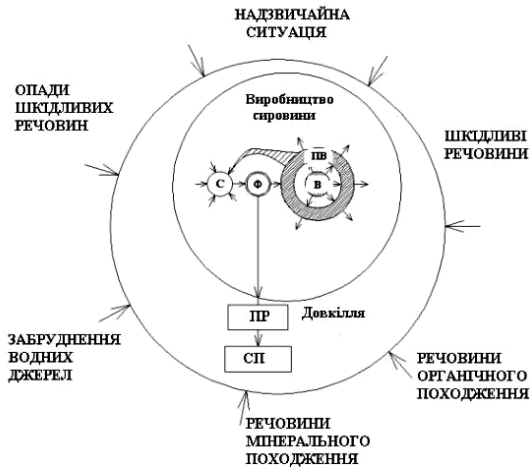 НАДЗВИЧАЙНА
СИТУАЦІЯ
ОПАДИ
ШКІДЛИВИХ
РЕЧОВИН
Виробництво
сировини
ШКІДЛИВІ
РЕЧОВИНИ
ПВ
С
Ф
В
ПР
Довкілля
СП
ЗАБРУДНЕННЯ
ВОДНИХ
ДЖЕРЕЛ
РЕЧОВИНИ
ОРГАНІЧНОГО
ПОХОДЖЕННЯ
РЕЧОВИНИ
МІНЕРАЛЬНОГО
ПОХОДЖЕННЯ